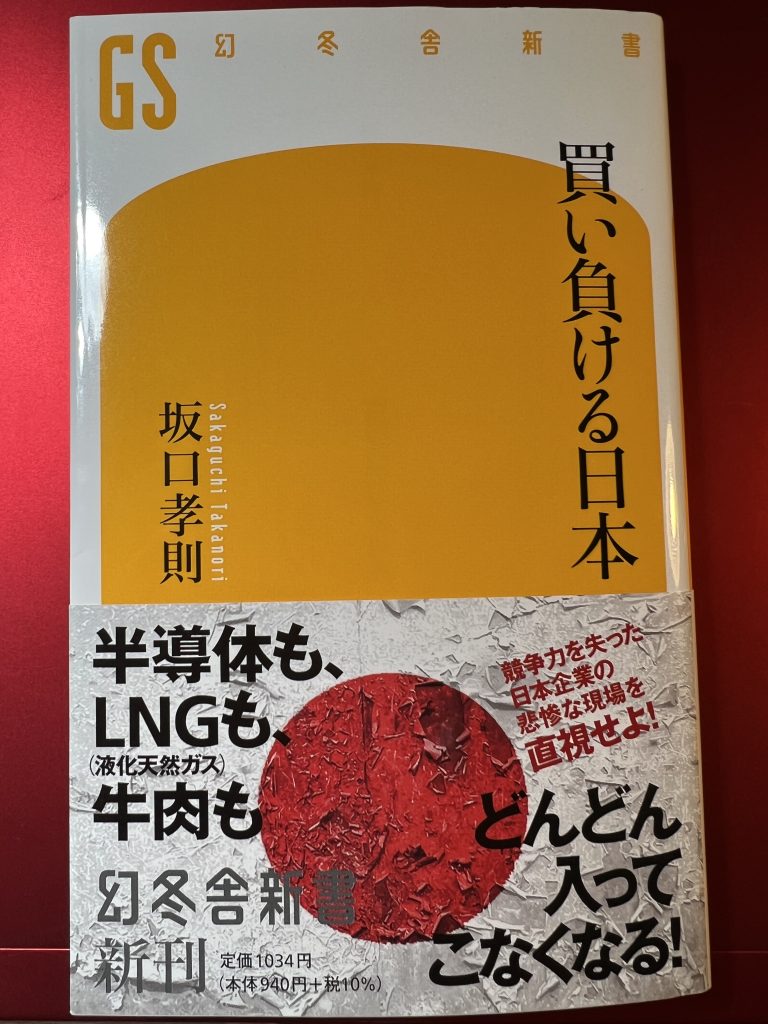 GS 幻冬舎新書
買い負ける日本
坂口孝則
Sakaguchi Takanori
半導体も、
LNGも、
(液化天然ガス)
牛肉も
競争力を失った
日本企業の
悲惨な現場を
直視せよ!
どんどん
入って
こなくなる!
幻冬舎新書
新刊
定価1034円
(本体940円+税10%)